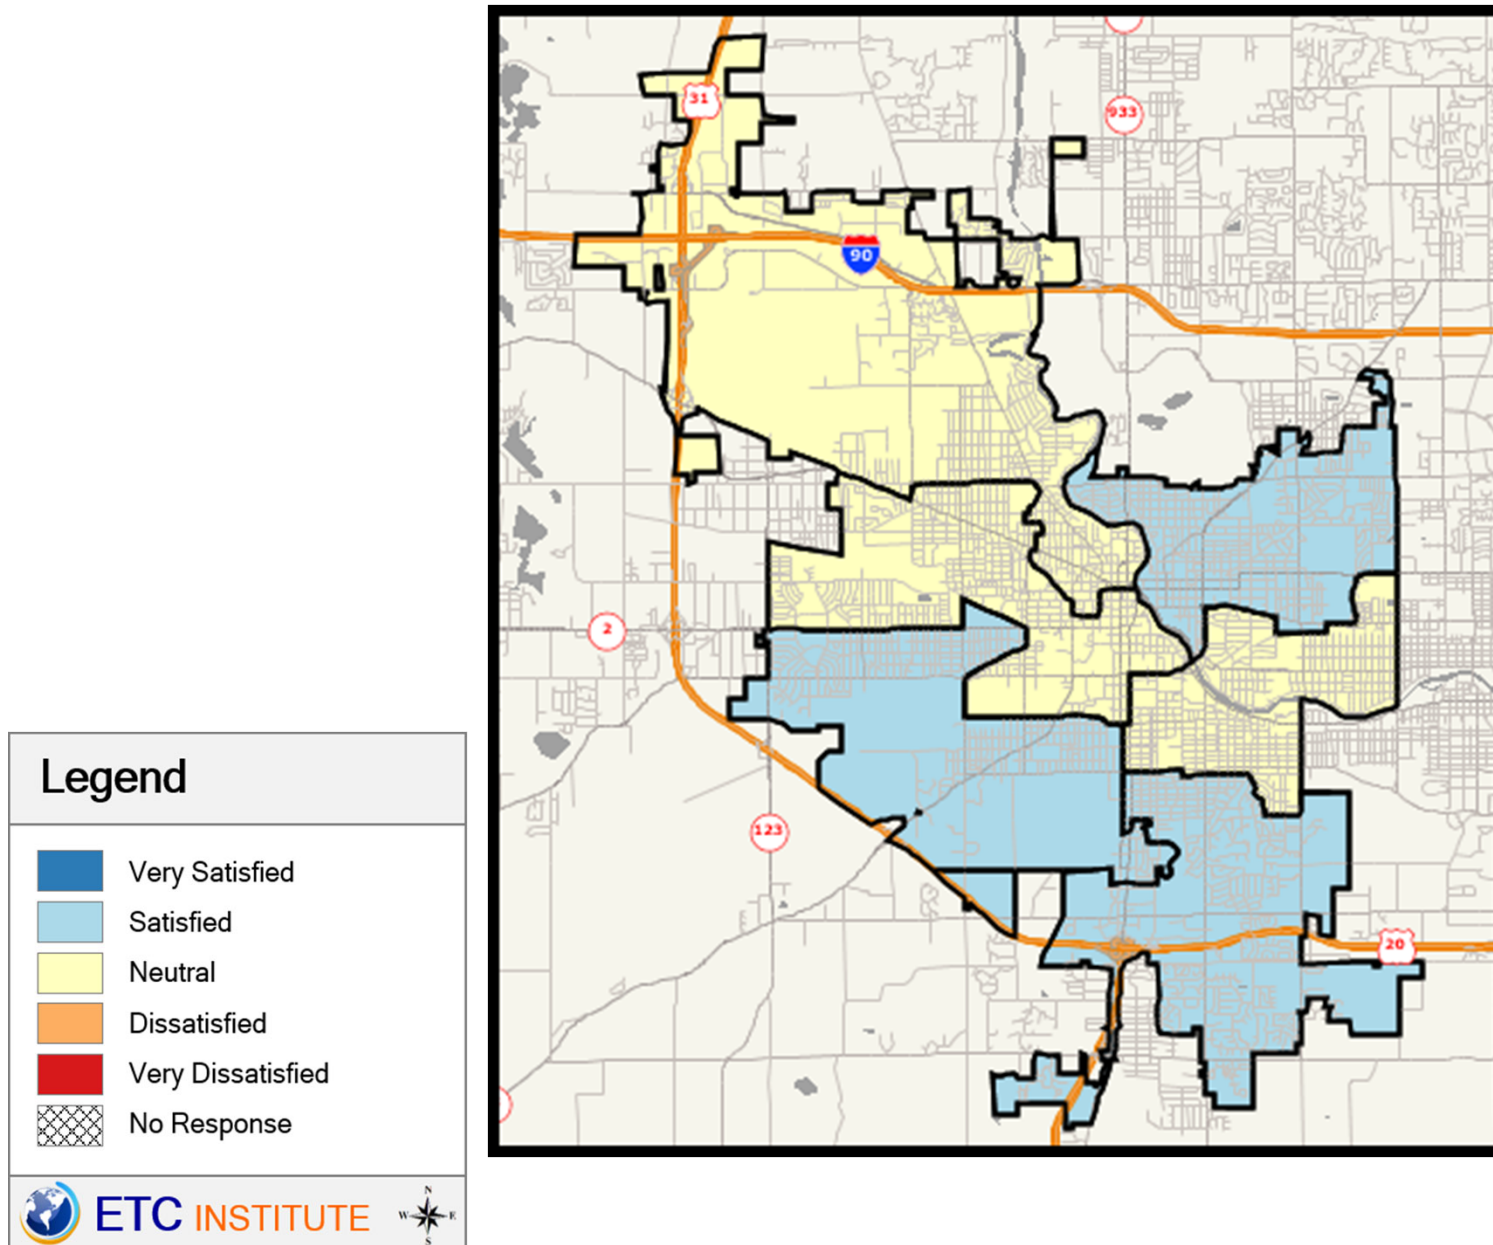 31
933
90
2
123
20
Legend
Very Satisfied
Satisfied
Neutral
Dissatisfied
Very Dissatisfied
No Response
ETC INSTITUTE
N
W E
S